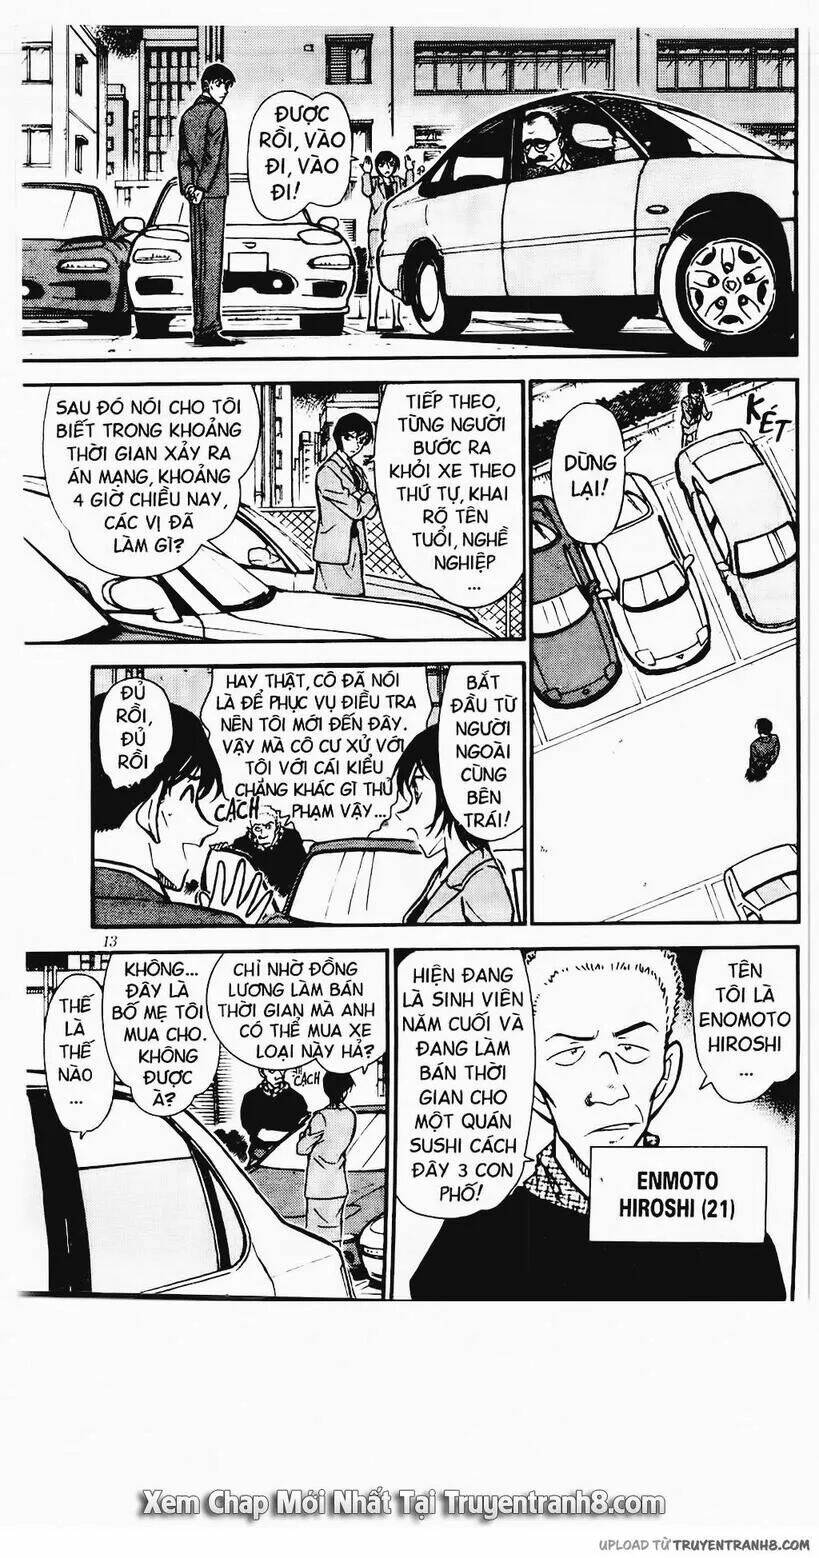 ĐƯỢC
RỒI, VÀO
ĐI, VÀO
ĐI!
KÉT
DỪNG
LẠI!
TIẾP THEO,
TỪNG NGƯỜI
BƯỚC RA
KHỎI XE THEO
THỨ TỰ, KHAI
RÕ TÊN
TUỔI, NGHỀ
NGHIỆP
...
SAU ĐÓ NÓI CHO TÔI
BIẾT TRONG KHOẢNG
THỜI GIAN XẢY RA
ÁN MẠNG, KHOẢNG
4 GIỜ CHIỀU NAY,
CÁC VỊ ĐÃ
LÀM GÌ?
BẮT
ĐẦU TỪ
NGƯỜI
NGOÀI
CÙNG
BÊN
TRÁI!
HAY THẬT, CÔ ĐÃ NÓI
LÀ ĐỂ PHỤC VỤ ĐIỀU TRA
NÊN TÔI MỚI ĐẾN ĐÂY.
VẬY MÀ CÔ CƯ XỬ VỚI
TÔI VỚI CÁI KIỂU
CHẲNG KHÁC GÌ THỦ
PHẠM VẬY...
CẠCH
ĐỦ
RỒI,
ĐỦ
RỒI
13
TÊN
TÔI LÀ
ENOMOTO
HIROSHI
...
HIỆN ĐANG
LÀ SINH VIÊN
NĂM CUỐI VÀ
ĐANG LÀM
BÁN THỜI
GIAN CHO
MỘT QUÁN
SUSHI CÁCH
ĐÂY 3 CON
PHỐ!
ENMOTO
HIROSHI (21)
CHỈ NHỜ ĐỒNG
LƯƠNG LÀM BÁN
THỜI GIAN MÀ ANH
CÓ THỂ MUA XE
LOẠI NÀY HẢ?
CẠCH
KHÔNG...
ĐÂY LÀ
BỐ MẸ TÔI
MUA CHO.
KHÔNG
ĐƯỢC
À?
THẾ
LÀ THẾ
NÀO
...
Xem Chap Mới Nhất Tại Truyentranh8.com
UPLOAD TỪ TRUYENTRANH8.COM